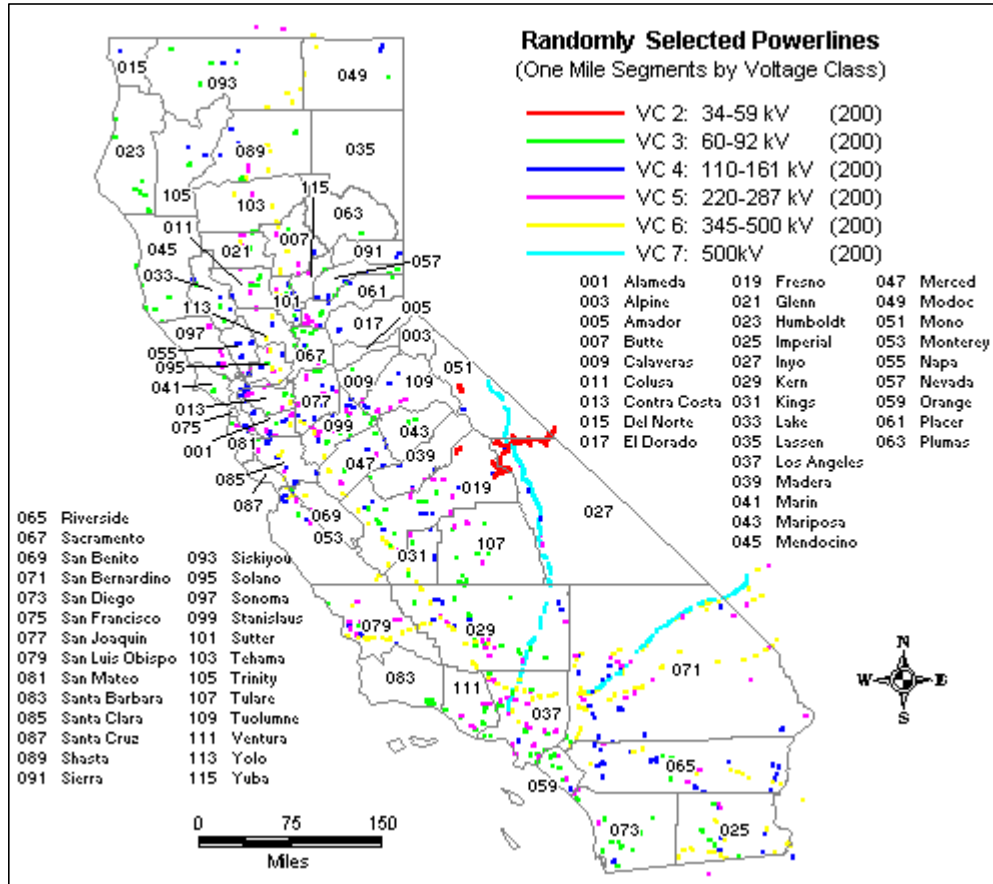 Randomly Selected Powerlines
(One Mile Segments by Voltage Class)
VC 2: 34-59 kV (200)
VC 3: 60-92 kV (200)
VC 4: 110-161 kV (200)
VC 5: 220-287 kV (200)
VC 6: 345-500 kV (200)
VC 7: 500kV (200)
001 Alameda
003 Alpine
005 Amador
007 Butte
009 Calaveras
011 Colusa
013 Contra Costa
015 Del Norte
017 El Dorado
019 Fresno
021 Glenn
023 Humboldt
025 Imperial
027 Inyo
029 Kern
031 Kings
033 Lake
035 Lassen
037 Los Angeles
039 Madera
041 Marin
043 Mariposa
045 Mendocino
047 Merced
049 Modoc
051 Mono
053 Monterey
055 Napa
057 Nevada
059 Orange
061 Placer
063 Plumas
065 Riverside
067 Sacramento
069 San Benito
071 San Bernardino
073 San Diego
075 San Francisco
077 San Joaquin
079 San Luis Obispo
081 San Mateo
083 Santa Barbara
085 Santa Clara
087 Santa Cruz
089 Shasta
091 Sierra
093 Siskiyou
095 Solano
097 Sonoma
099 Stanislaus
101 Sutter
103 Tehama
105 Trinity
107 Tulare
109 Tuolumne
111 Ventura
113 Yolo
115 Yuba
015
093
049
023
089
035
105
115
103
063
011
007
045
021
091
033
057
061
113
101
005
017
097
003
055
067
051
095
009
109
041
077
013
099
043
075
081
039
001
047
085
019
087
027
069
053
031
107
079
029
071
083
111
037
065
059
073
025
N
W
E
S
0 75 150
Miles